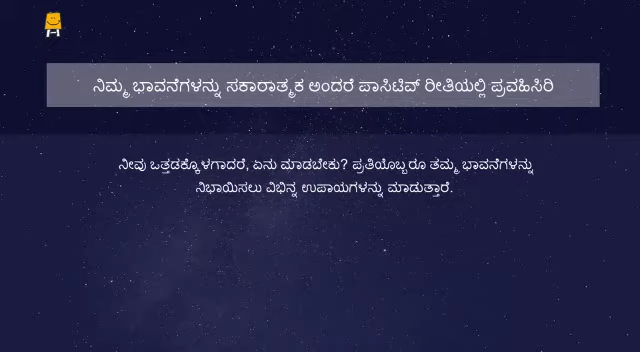 ನಿಮ್ಮ ಭಾವನೆಗಳನ್ನು ಸಕಾರಾತ್ಮಕ ಅಂದರೆ ಪಾಸಿಟಿವ್ ರೀತಿಯಲ್ಲಿ ಪ್ರವಹಿಸಿರಿ
ನೀವು ಒತ್ತಡಕ್ಕೊಳಗಾದರೆ, ಏನು ಮಾಡಬೇಕು? ಪ್ರತಿಯೊಬ್ಬರೂ ತಮ್ಮ ಭಾವನೆಗಳನ್ನು
ನಿಭಾಯಿಸಲು ವಿಭಿನ್ನ ಉಪಾಯಗಳನ್ನು ಮಾಡುತ್ತಾರೆ.